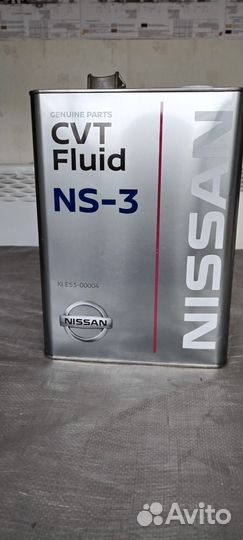 GENUINE PARTS
CVT
Fluid
NS-3
NISSAN
KLE53-00004
NISSAN
Avito